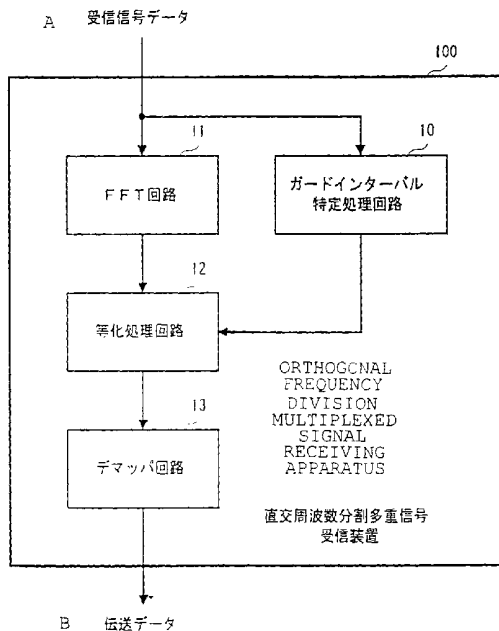 A 受信信号データ
100
11
10
FFT回路
ガードインターバル
特定処理回路
12
等化処理回路
13
デマッパ回路
ORTHOGONAL
FREQUENCY
DIVISION
MULTIPLEXED
SIGNAL
RECEIVING
APPARATUS
直交周波数分割多重信号
受信装置
B 伝送データ